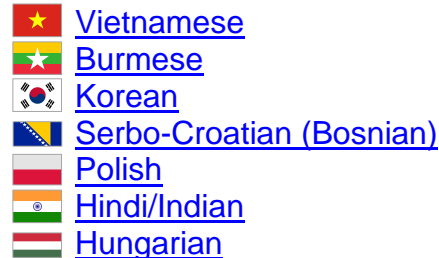 Vietnamese
Burmese
Korean
Serbo-Croatian (Bosnian)
Polish
Hindi/Indian
Hungarian